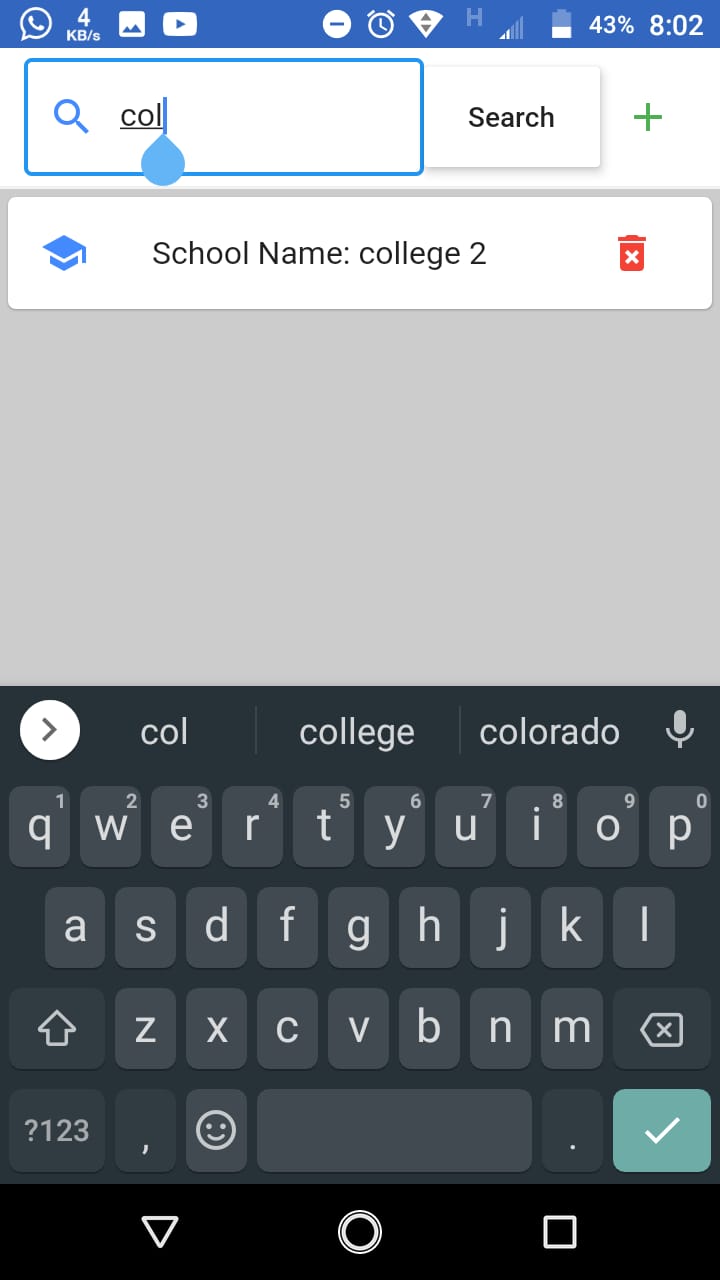 4 KB/s H 43% 8:02
col Search +
School Name: college 2
col college colorado
1 2 3 4 5 6 7 8 9 0
q w e r t y u i o p
a s d f g h j k l
z x c v b n m
?123 , .